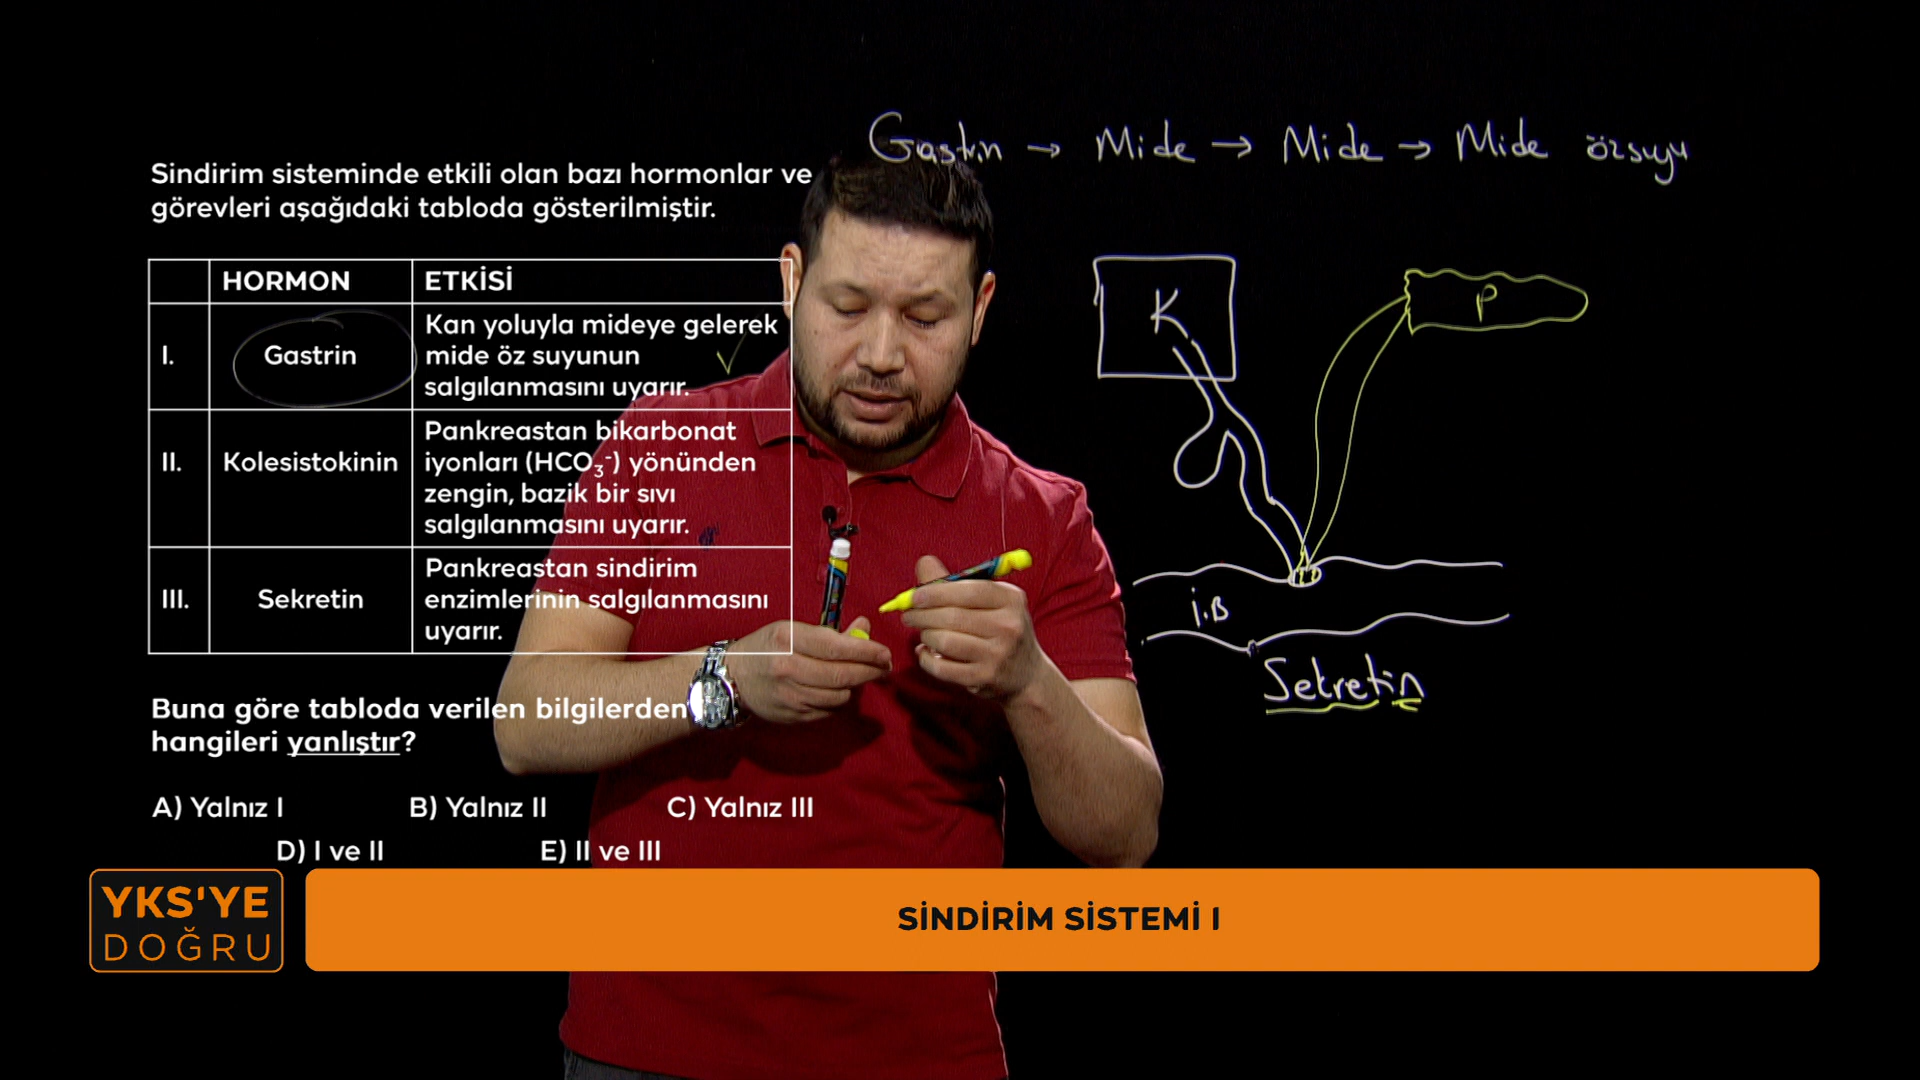 Gastrin → Mide → Mide → Mide özsuyu
Sindirim sisteminde etkili olan bazı hormonlar ve
görevleri aşağıdaki tabloda gösterilmiştir.
HORMON ETKİSİ
I. Gastrin
Kan yoluyla mideye gelerek
mide öz suyunun
salgılanmasını uyarır.
II. Kolesistokinin
Pankreastan bikarbonat
iyonları (HCO₃⁻) yönünden
zengin, bazik bir sıvı
salgılanmasını uyarır.
III. Sekretin
Pankreastan sindirim
enzimlerinin salgılanmasını
uyarır.
Buna göre tabloda verilen bilgilerden
hangileri yanlıştır?
A) Yalnız I B) Yalnız II C) Yalnız III
D) I ve II E) II ve III
K
P
İ.B
Sekretin
YKS'YE
DOĞRU
SİNDİRİM SİSTEMİ I